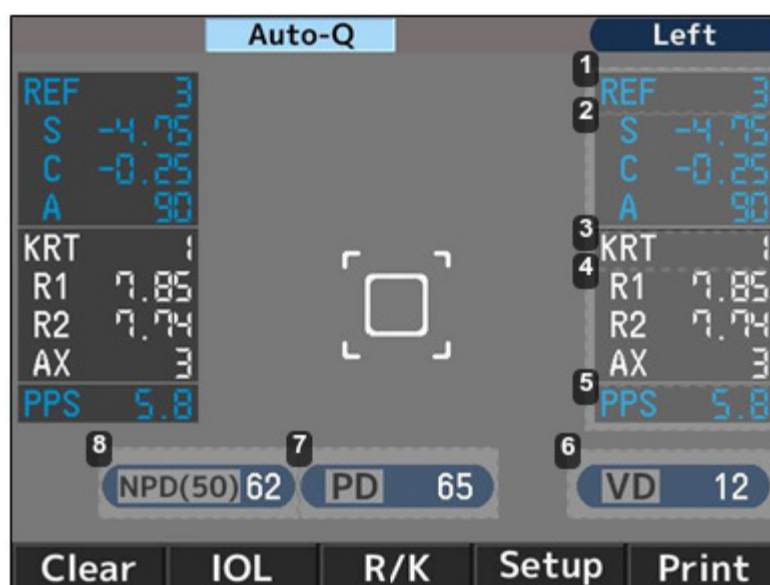 Auto-Q Left
REF 3
S -4.75
C -0.25
A 90
KRT 1
R1 7.85
R2 7.74
AX 3
PPS 5.8
1
REF 3
2
S -4.75
C -0.25
A 90
3
KRT 1
4
R1 7.85
R2 7.74
AX 3
5
PPS 5.8
8
NPD(50) 62
7
PD 65
6
VD 12
Clear IOL R/K Setup Print